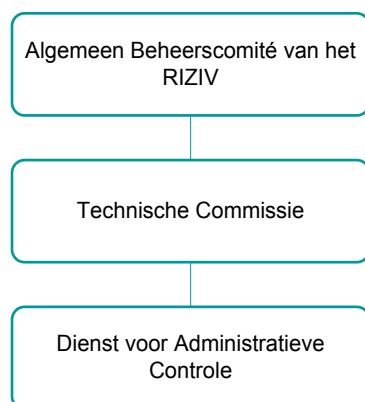 Algemeen Beheerscomité van het
RIZIV
Technische Commissie
Dienst voor Administratieve
Controle